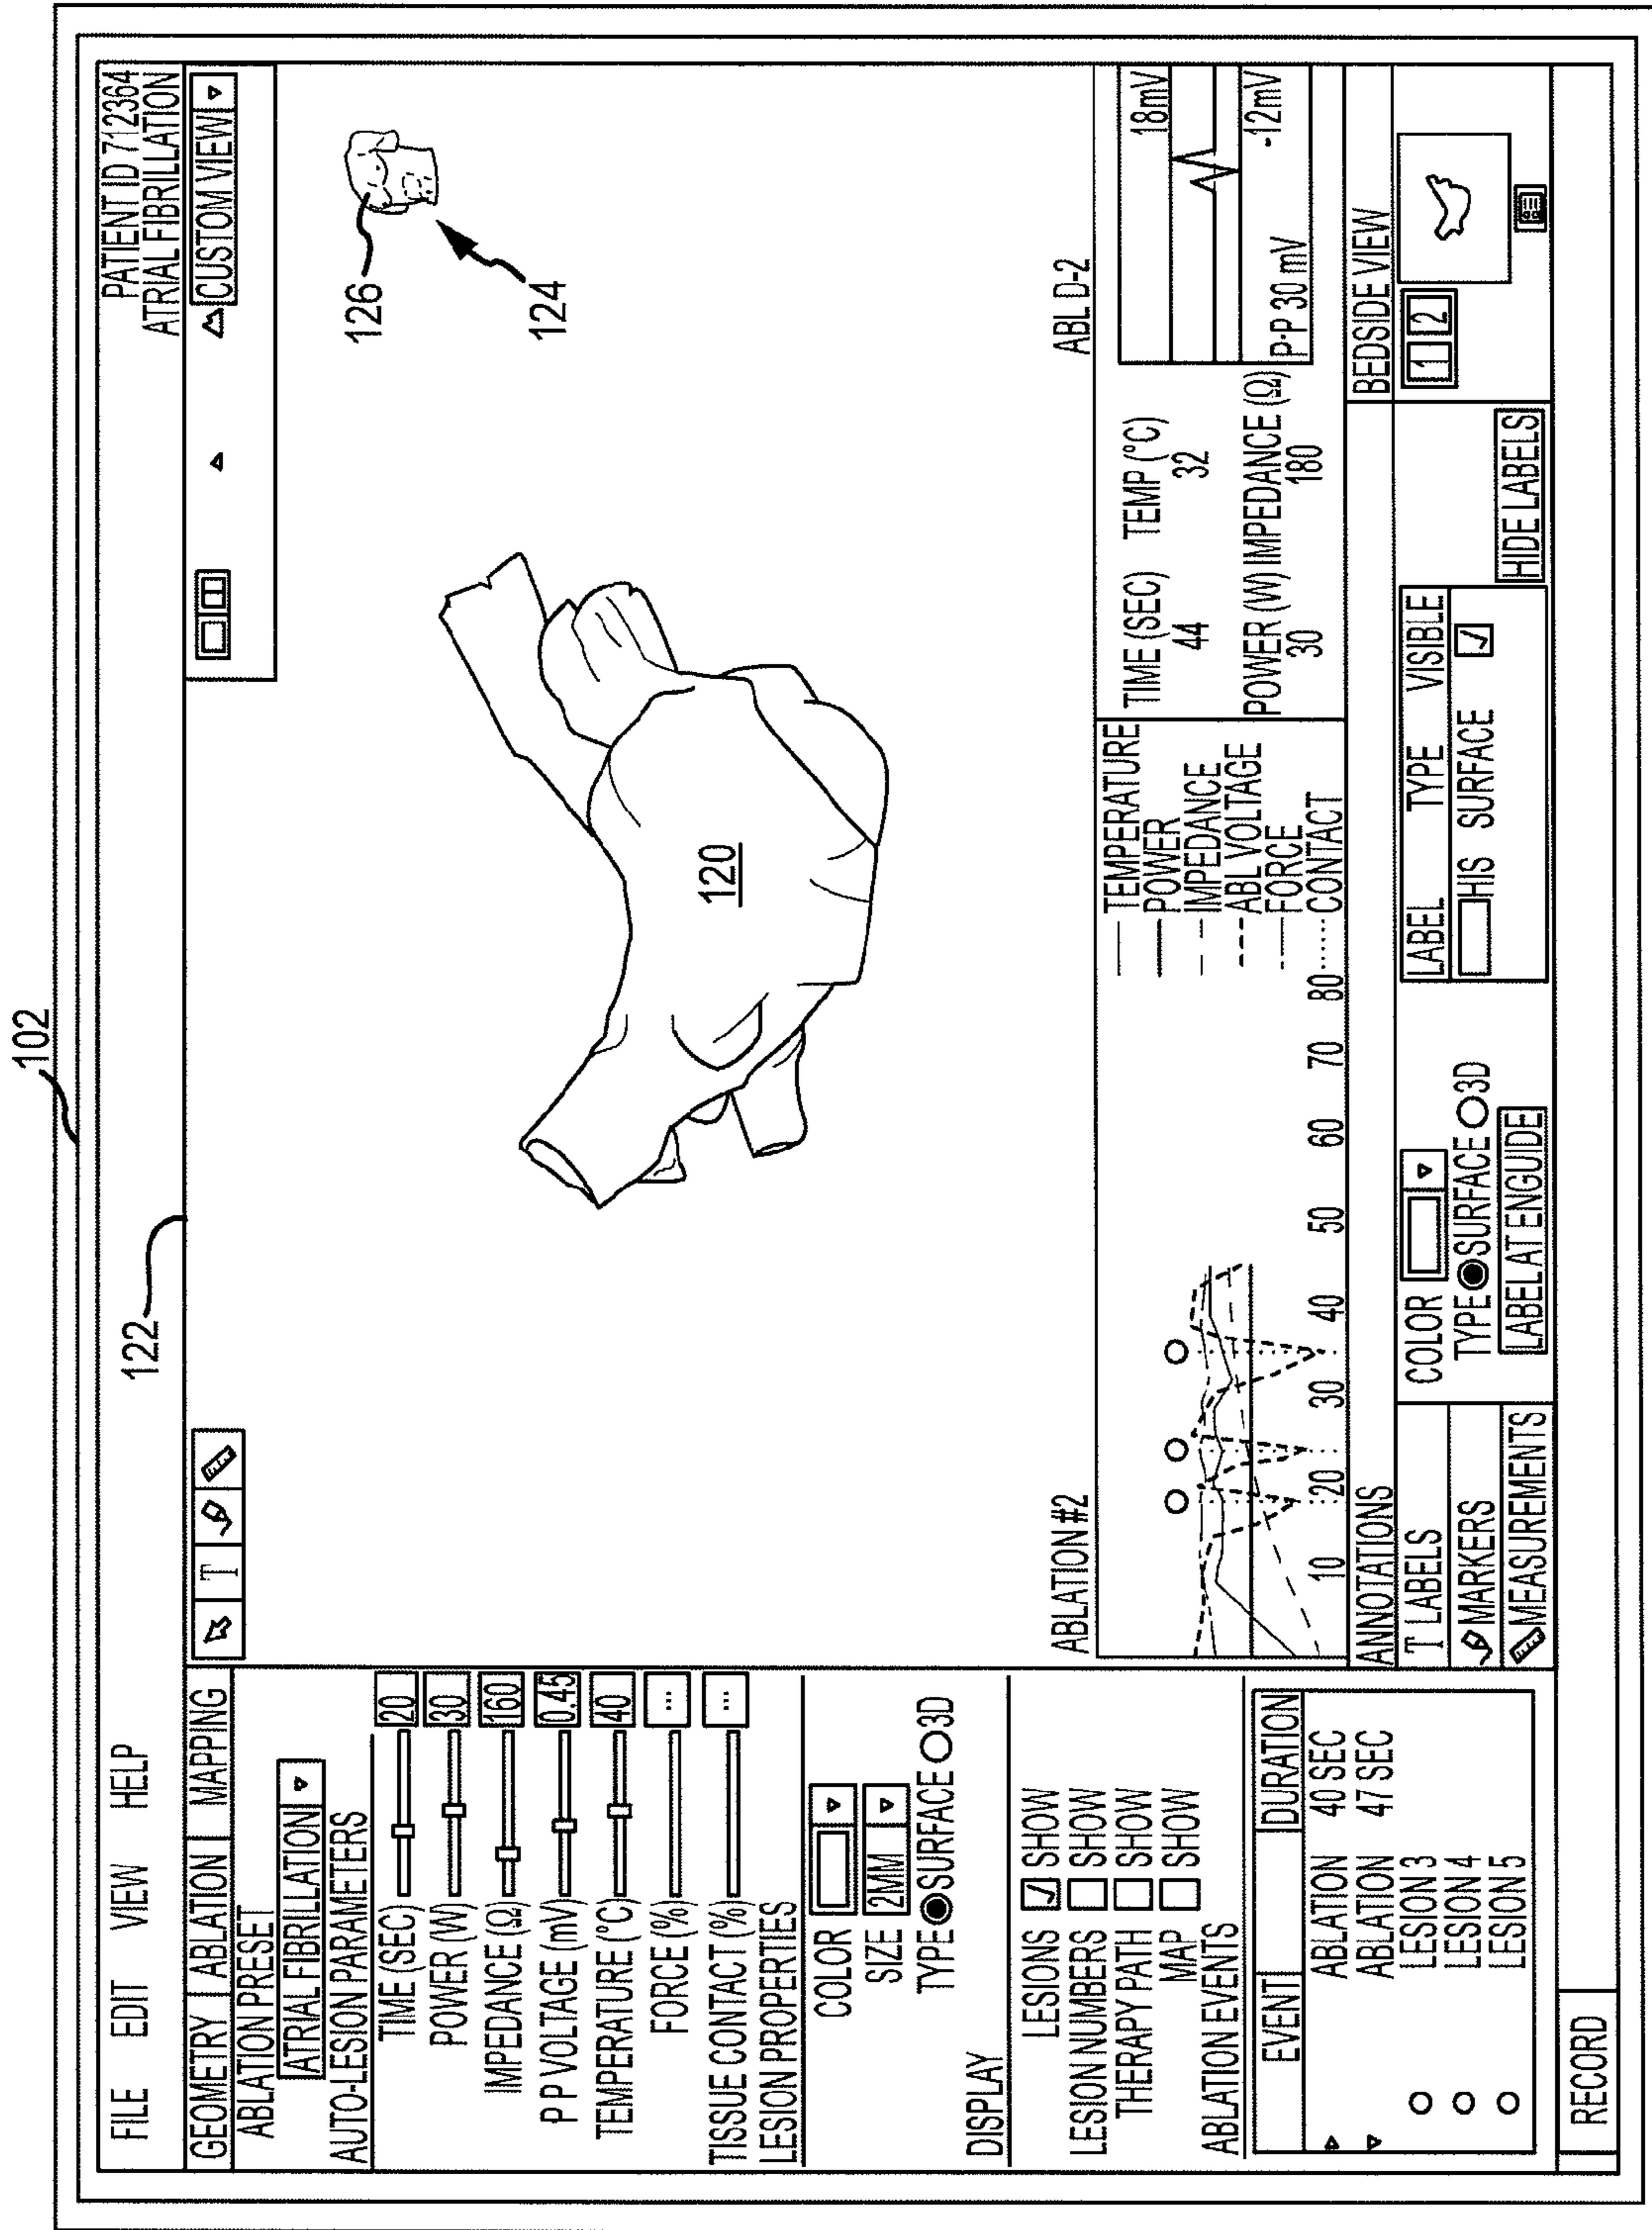 102
122
PATIENT ID 712364
ATRIAL FIBRILLATION
FILE EDIT VIEW HELP
GEOMETRY ABLATION MAPPING
T
CUSTOM VIEW
ABLATION PRESET
ATRIAL FIBRILLATION
AUTO-LESION PARAMETERS
TIME (SEC) 20
POWER (W) 30
IMPEDANCE (Ω) 160
P P VOLTAGE (mV) 0.45
TEMPERATURE (°C) 40
FORCE (%) ...
TISSUE CONTACT (%) ...
LESION PROPERTIES
COLOR
SIZE 2MM
TYPE SURFACE 3D
DISPLAY
LESIONS SHOW
LESION NUMBERS SHOW
THERAPY PATH SHOW
MAP SHOW
ABLATION EVENTS
EVENT DURATION
ABLATION 40 SEC
ABLATION 47 SEC
LESION 3
LESION 4
LESION 5
RECORD
120
126
124
ABLATION #2
TEMPERATURE
POWER
IMPEDANCE
ABL VOLTAGE
FORCE
CONTACT
10 20 30 40 50 60 70 80
TIME (SEC) TEMP (°C)
44 32
POWER (W) IMPEDANCE (Ω)
30 180
ABL D-2
18mV
-12mV
P-P 30 mV
ANNOTATIONS
T LABELS
MARKERS
MEASUREMENTS
COLOR
TYPE SURFACE 3D
LABEL AT ENGUIDE
LABEL TYPE VISIBLE
HIS SURFACE
HIDE LABELS
BEDSIDE VIEW
1 2